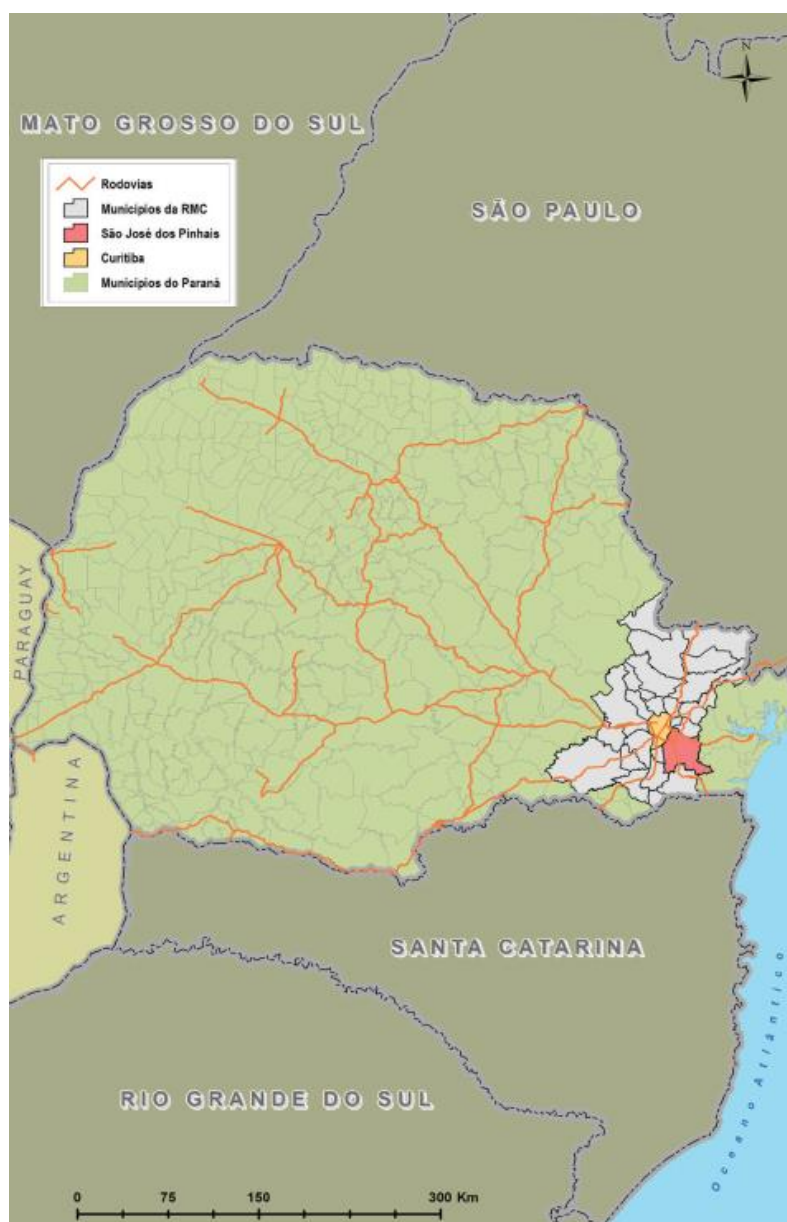 N
MATO GROSSO DO SUL
SÃO PAULO
Rodovias
Municípios da RMC
São José dos Pinhais
Curitiba
Municípios do Paraná
PARAGUAY
ARGENTINA
SANTA CATARINA
RIO GRANDE DO SUL
Oceano Atlântico
0 75 150 300 Km